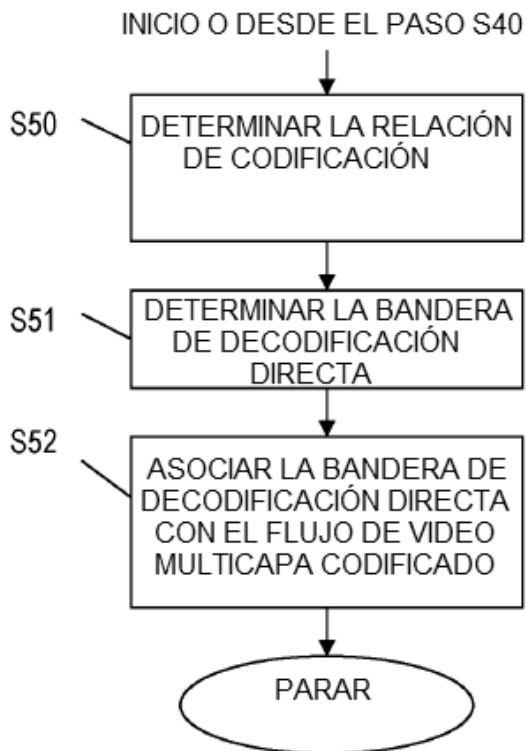 INICIO O DESDE EL PASO S40
S50
DETERMINAR LA RELACIÓN
DE CODIFICACIÓN
S51
DETERMINAR LA BANDERA
DE DECODIFICACIÓN
DIRECTA
S52
ASOCIAR LA BANDERA DE
DECODIFICACIÓN DIRECTA
CON EL FLUJO DE VIDEO
MULTICAPA CODIFICADO
PARAR